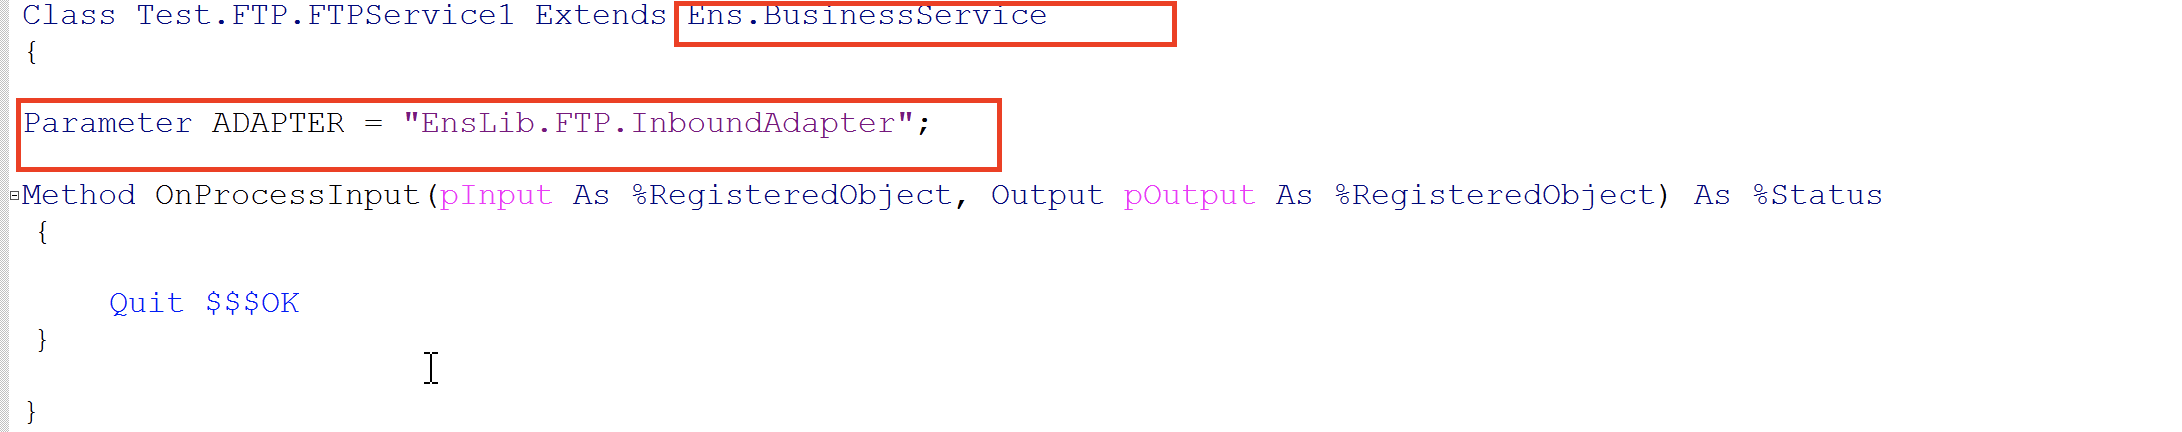 Class Test.FTP.FTPService1 Extends Ens.BusinessService
{
Parameter ADAPTER = "EnsLib.FTP.InboundAdapter";
Method OnProcessInput(pInput As %RegisteredObject, Output pOutput As %RegisteredObject) As %Status
{
Quit $$$OK
}
}